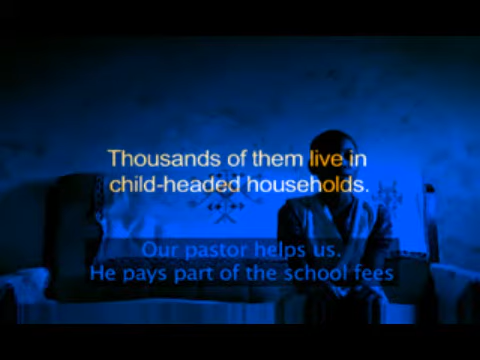 Thousands of them live in
child-headed households.
Our pastor helps us.
He pays part of the school fees